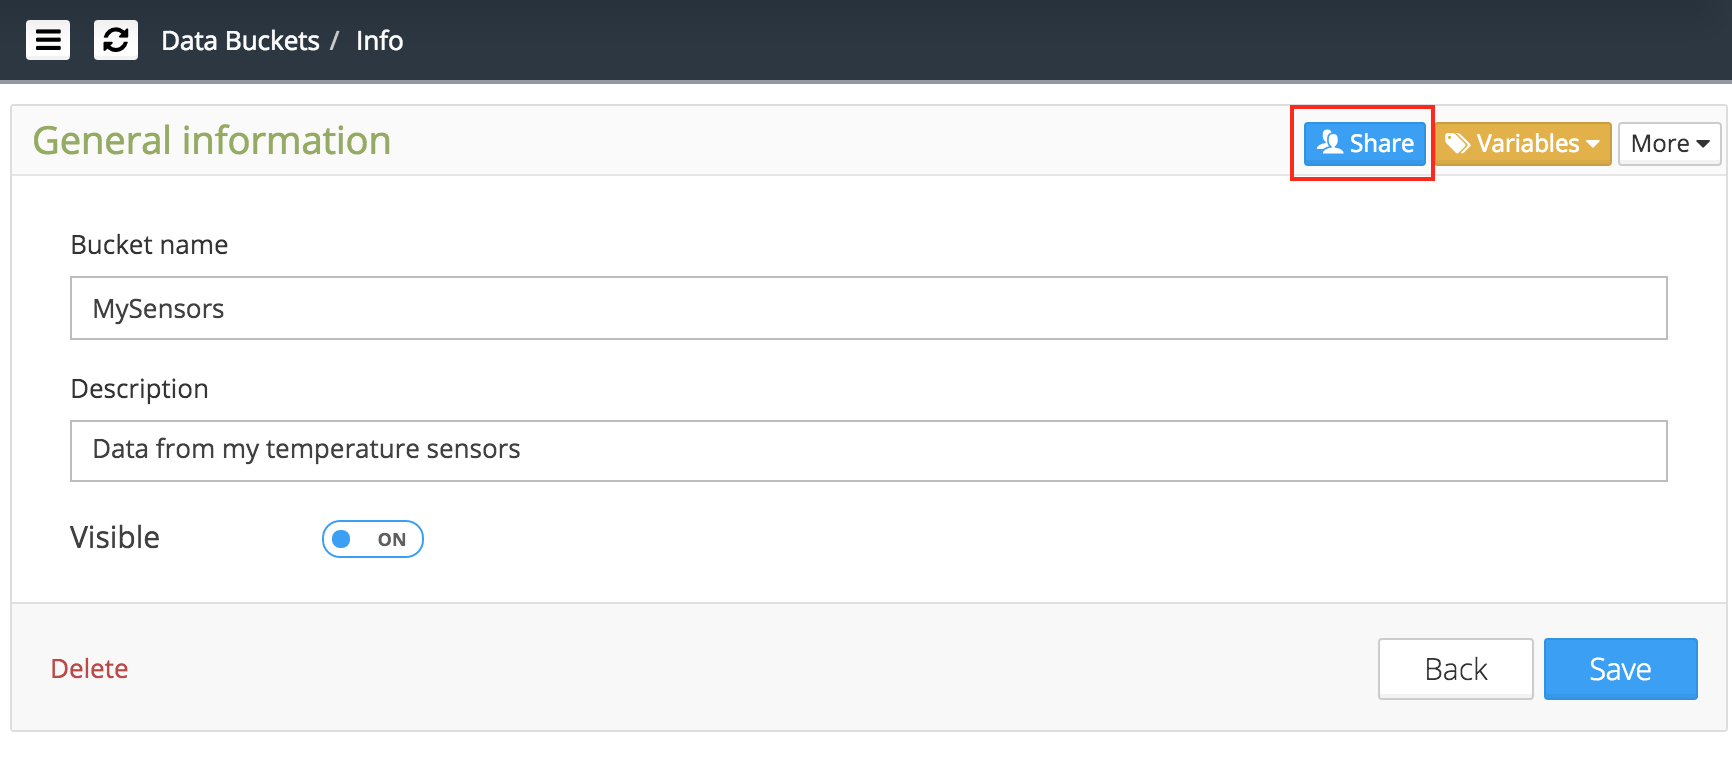 Data Buckets / Info
General information
Share Variables More
Bucket name
MySensors
Description
Data from my temperature sensors
Visible ON
Delete Back Save